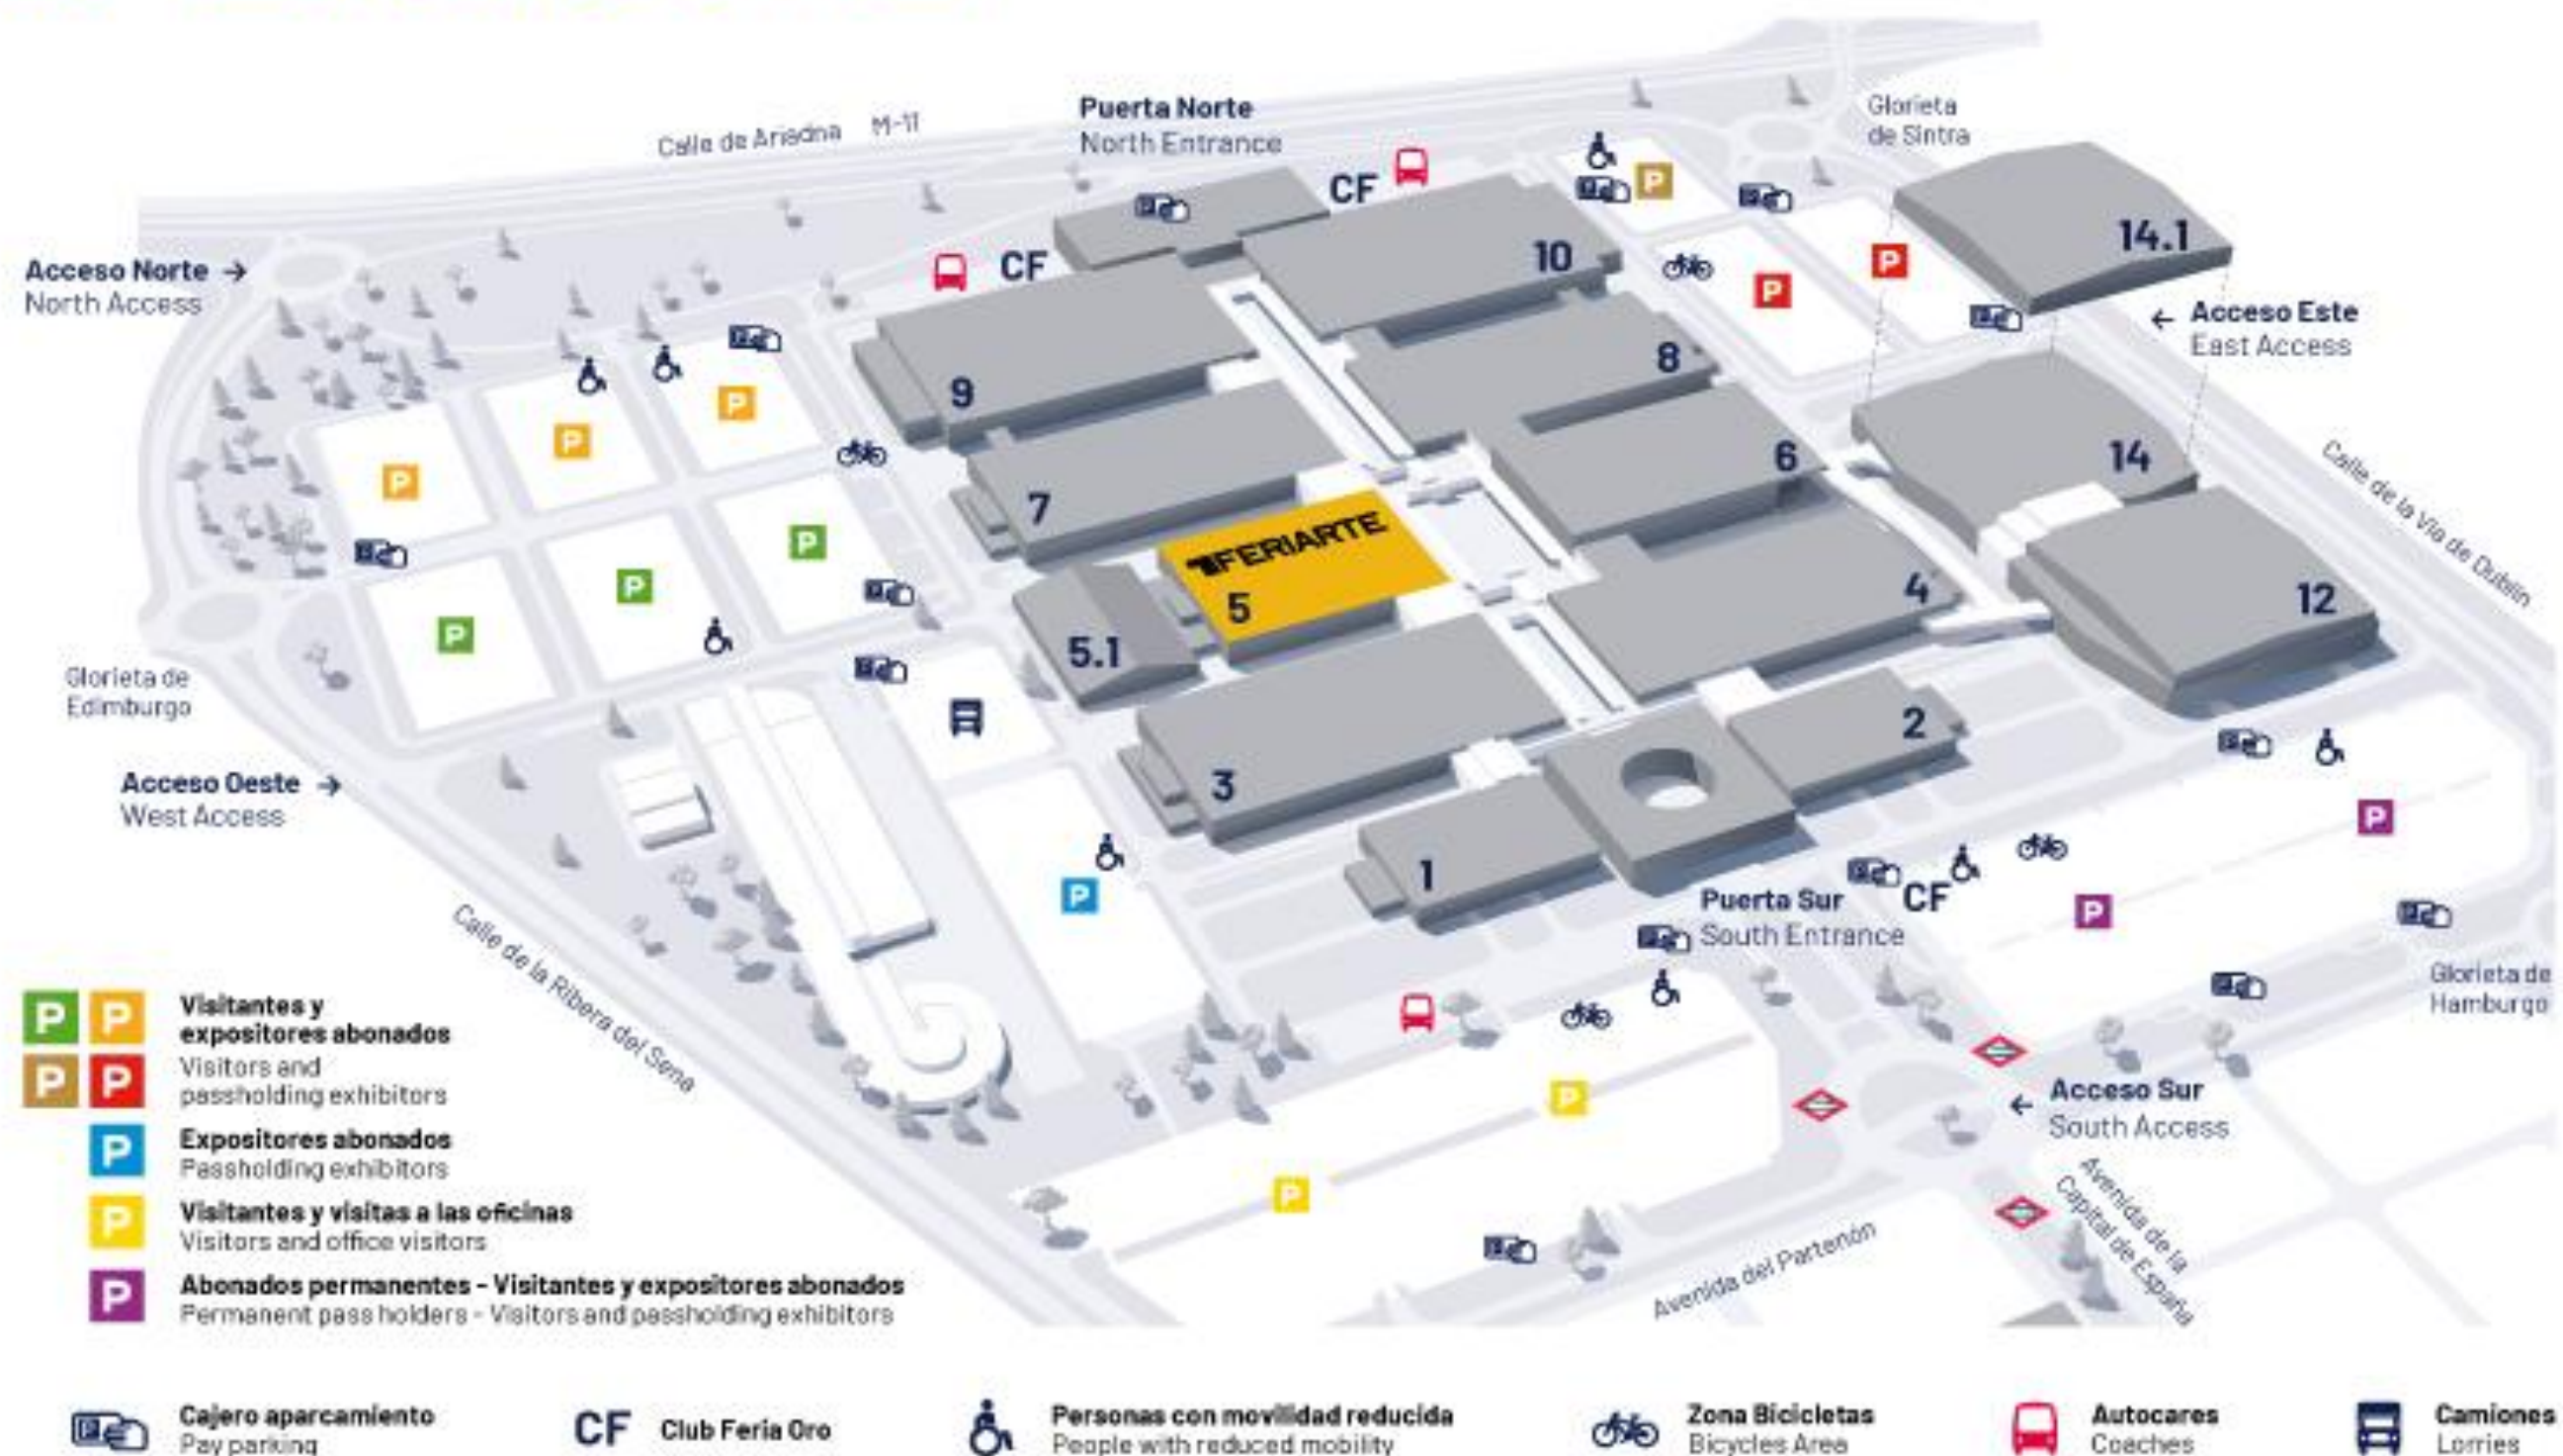 Puerta Norte
North Entrance
Calle de Ariadna M-11
Glorieta
de Sintra
CF
P
10
14.1
Acceso Norte →
North Access
CF
P
P
← Acceso Este
East Access
9
8
P
P
P
7
6
14
Calle de la Vía de Dublín
FERIARTE
5
P
P
P
4
12
5.1
Glorieta de
Edimburgo
3
2
Acceso Oeste →
West Access
1
P
P
P
CF
Puerta Sur
South Entrance
Calle de la Ribera del Sena
Glorieta de
Hamburgo
← Acceso Sur
South Access
P
P
Avenida del Partenón
Avenida de la
Capital de España
P P Visitantes y
expositores abonados
P P Visitors and
passholding exhibitors
P Expositores abonados
Passholding exhibitors
P Visitantes y visitas a las oficinas
Visitors and office visitors
P Abonados permanentes - Visitantes y expositores abonados
Permanent pass holders - Visitors and passholding exhibitors
Cajero aparcamiento
Pay parking
CF Club Feria Oro
Personas con movilidad reducida
People with reduced mobility
Zona Bicicletas
Bicycles Area
Autocares
Coaches
Camiones
Lorries